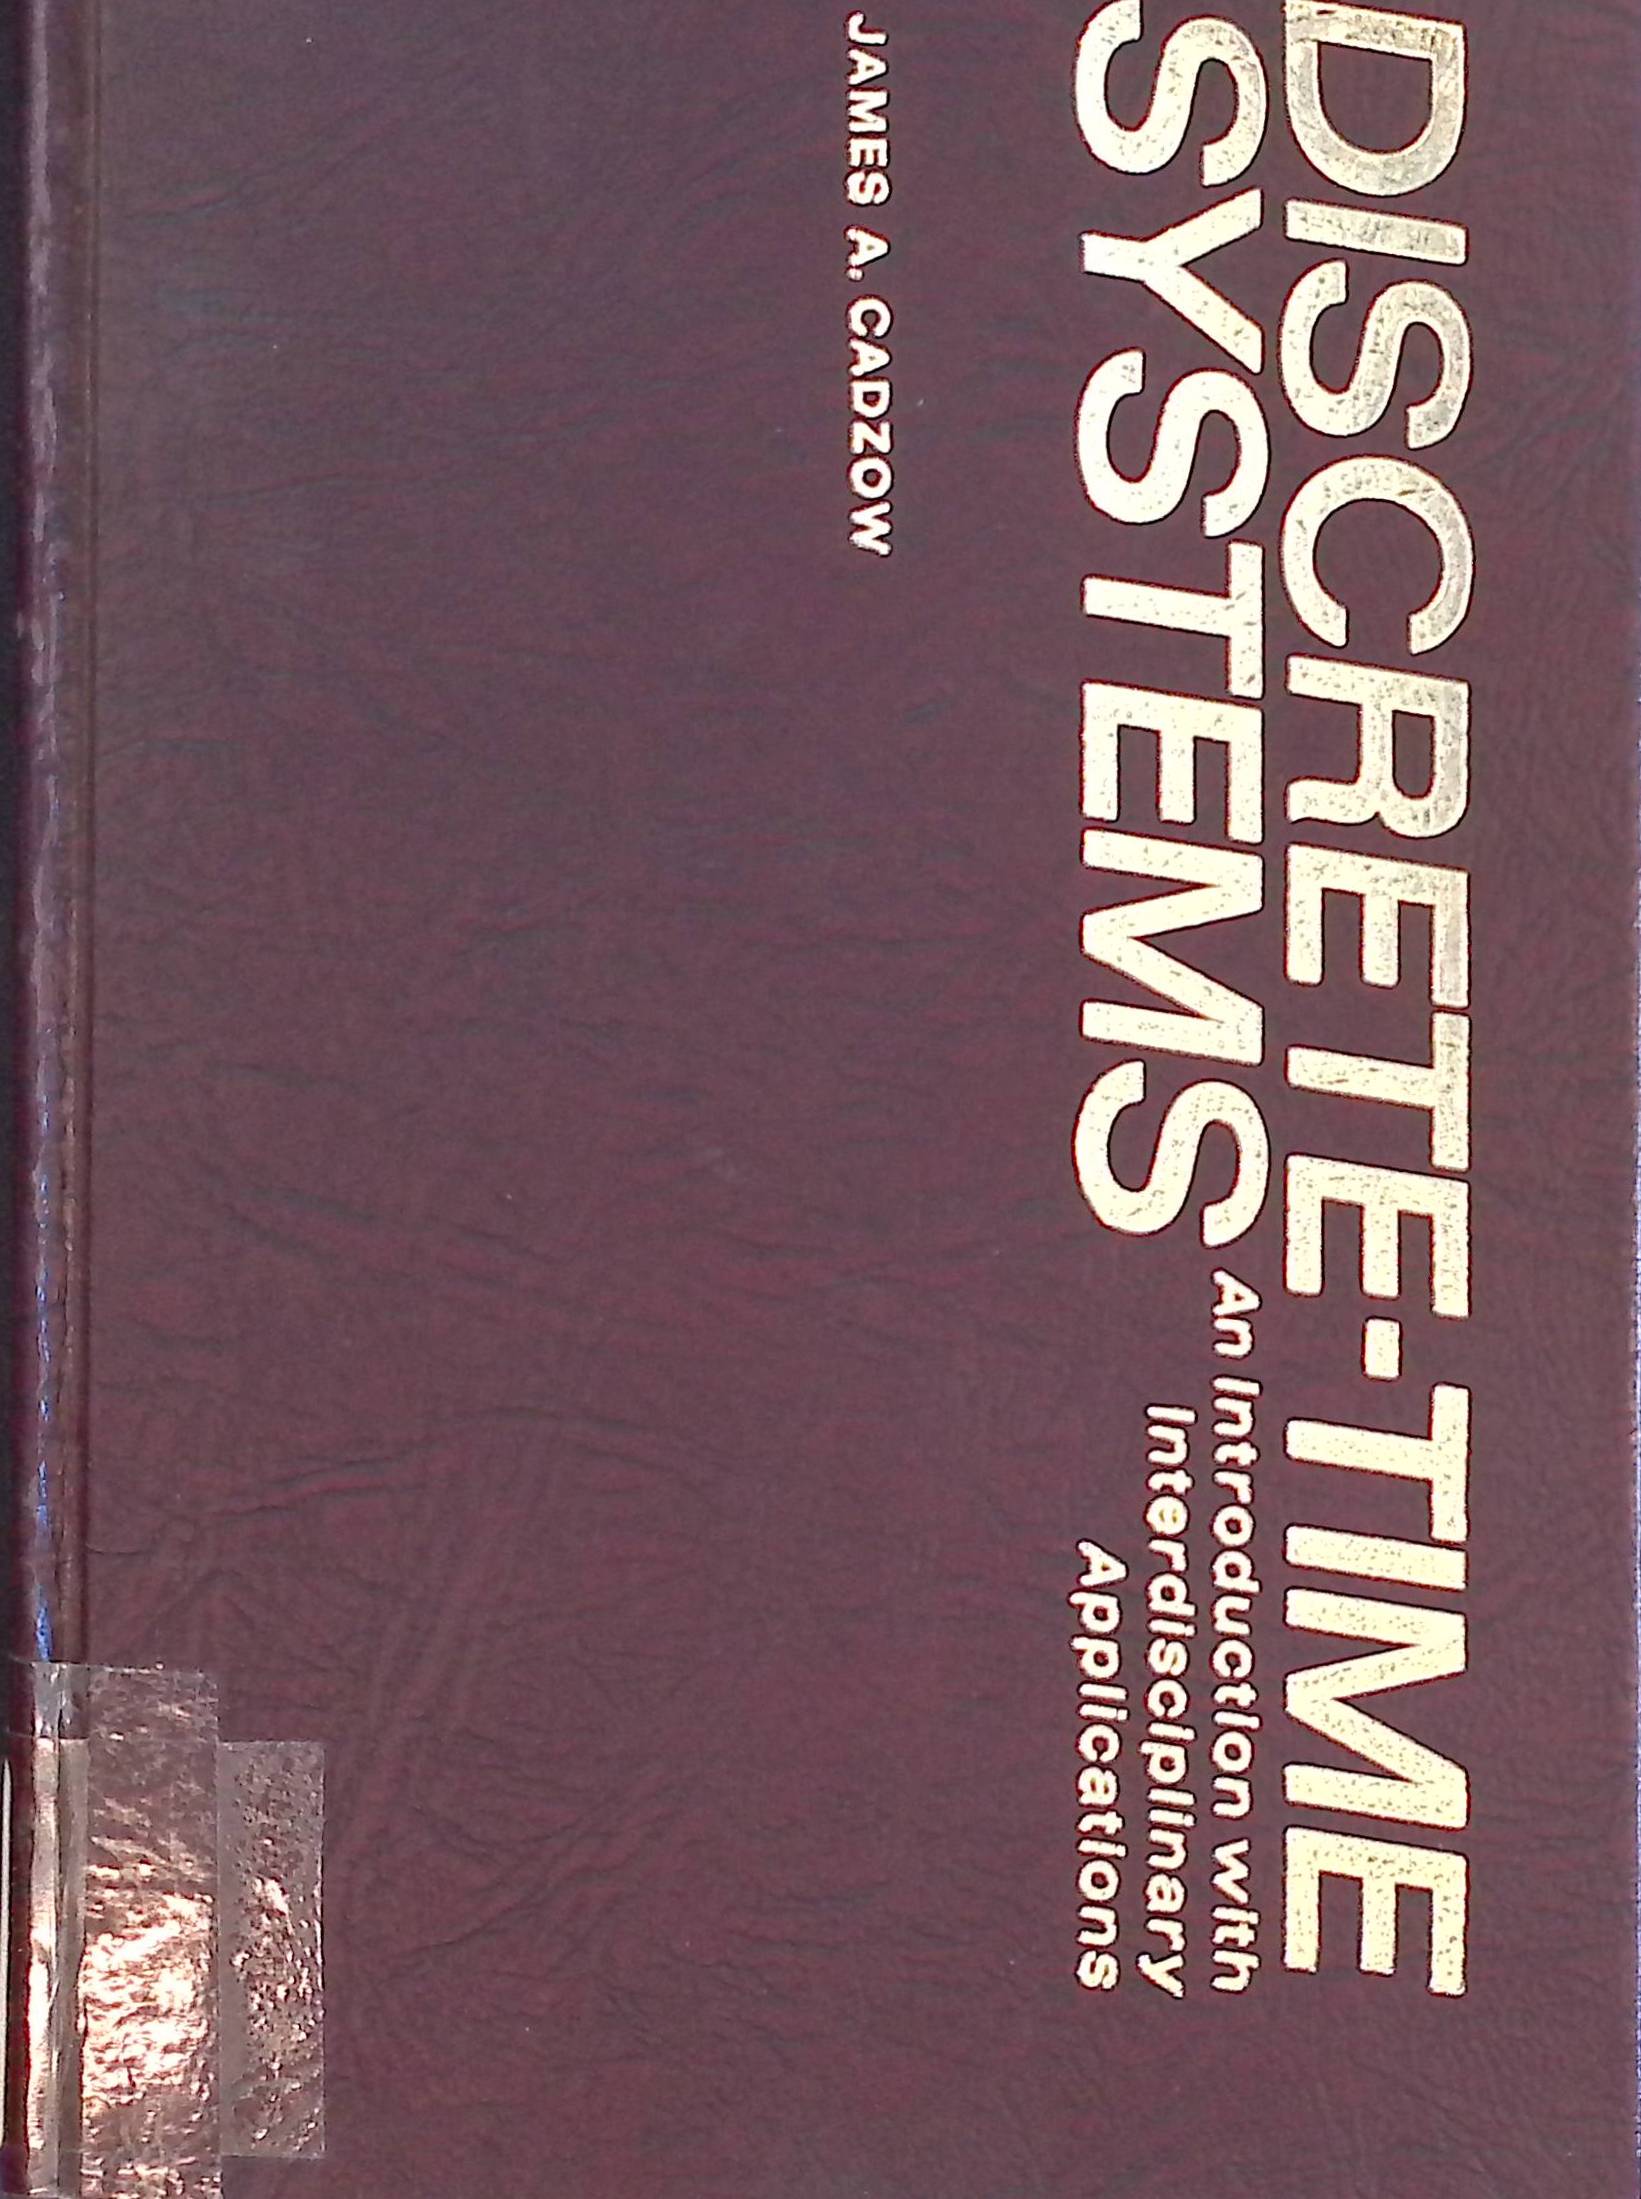 DISCRETE-TIME
SYSTEMS An Introduction with
Interdisciplinary
Applications
JAMES A. CADZOW